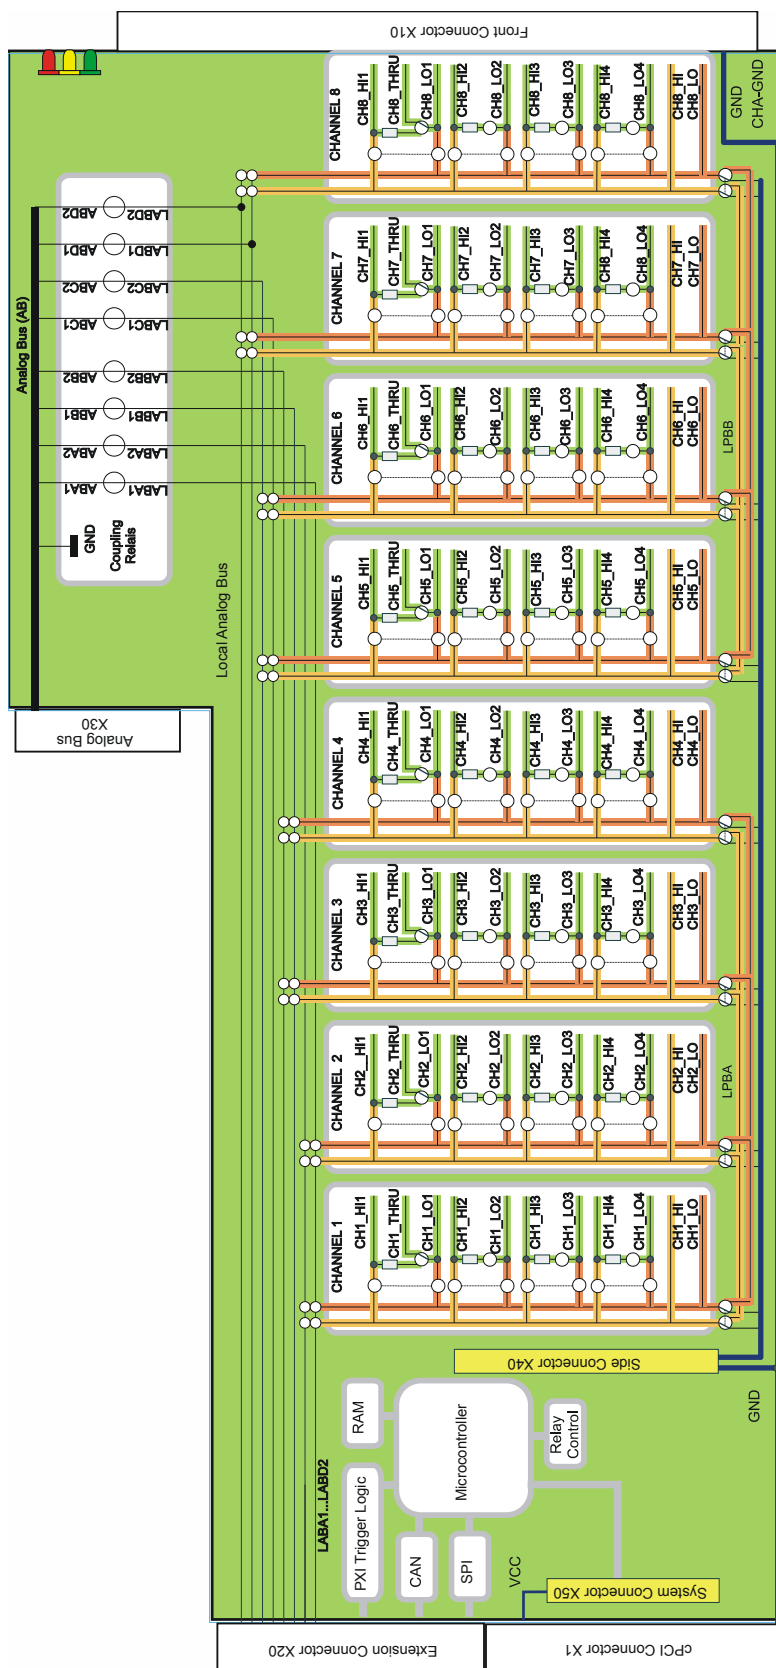 Front Connector X10
CHANNEL 8
CH8_HI1
CH8_THRU
CH8_LO1
CH8_HI2
CH8_LO2
CH8_HI3
CH8_LO3
CH8_HI4
CH8_LO4
CH8_HI
CH8_LO
GND
CHA-GND
ABD2
LABD2
ABD1
LABD1
ABC2
LABC2
ABC1
LABC1
ABB2
LABB2
ABB1
LABB1
ABA2
LABA2
ABA1
LABA1
GND
Coupling
Relais
Analog Bus (AB)
Local Analog Bus
CHANNEL 7
CH7_HI1
CH7_THRU
CH7_LO1
CH7_HI2
CH7_LO2
CH7_HI3
CH7_LO3
CH8_HI4
CH8_LO4
CH7_HI
CH7_LO
CHANNEL 6
CH6_HI1
CH6_THRU
CH6_LO1
CH6_HI2
CH6_LO2
CH6_HI3
CH6_LO3
CH6_HI4
CH6_LO4
CH6_HI
CH6_LO
LPBB
CHANNEL 5
CH5_HI1
CH5_THRU
CH5_LO1
CH5_HI2
CH5_LO2
CH5_HI3
CH5_LO3
CH5_HI4
CH5_LO4
CH5_HI
CH5_LO
Analog Bus
X30
CHANNEL 4
CH4_HI1
CH4_THRU
CH4_LO1
CH4_HI2
CH4_LO2
CH4_HI3
CH4_LO3
CH4_HI4
CH4_LO4
CH4_HI
CH4_LO
CHANNEL 3
CH3_HI1
CH3_THRU
CH3_LO1
CH3_HI2
CH3_LO2
CH3_HI3
CH3_LO3
CH3_HI4
CH3_LO4
CH3_HI
CH3_LO
CHANNEL 2
CH2__HI1
CH2_THRU
CH2_LO1
CH2_HI2
CH2_LO2
CH2_HI3
CH2_LO3
CH2_HI4
CH2_LO4
CH2_HI
CH2_LO
LPBA
CHANNEL 1
CH1_HI1
CH1_THRU
CH1_LO1
CH1_HI2
CH1_LO2
CH1_HI3
CH1_LO3
CH1_HI4
CH1_LO4
CH1_HI
CH1_LO
Side Connector X40
GND
RAM
Microcontroller
Relay
Control
LABA1...LABD2
PXI Trigger Logic
CAN
SPI
VCC
System Connector X50
Extension Connector X20
cPCI Connector X1